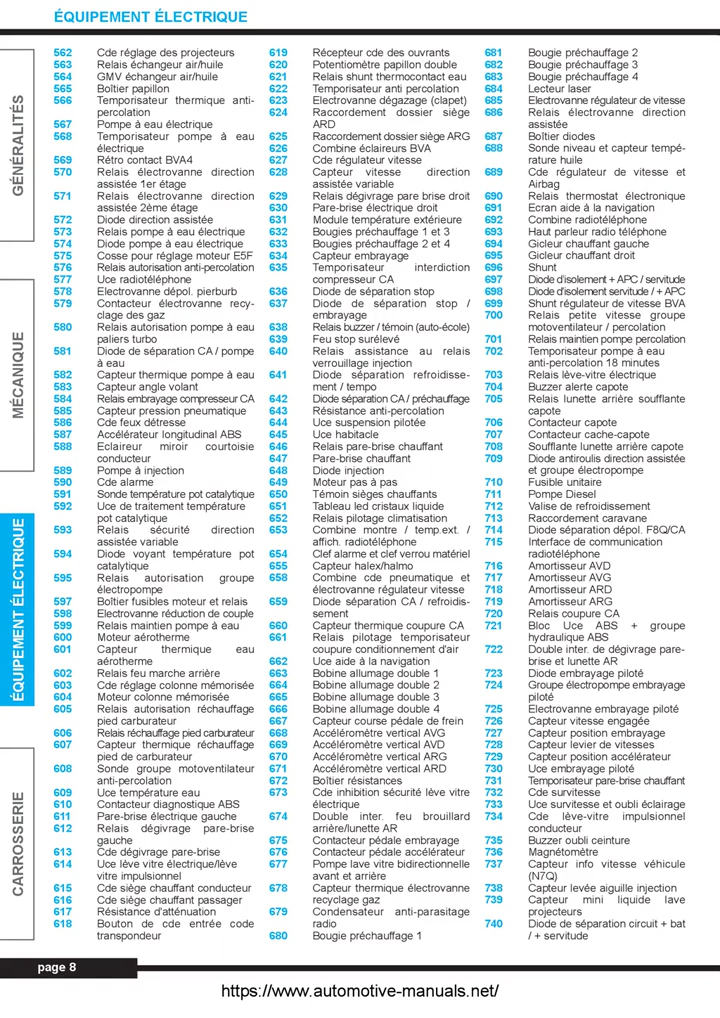 ÉQUIPEMENT ÉLECTRIQUE
GÉNÉRALITÉS
MÉCANIQUE
ÉQUIPEMENT ÉLECTRIQUE
CARROSSERIE
562 Cde réglage des projecteurs
563 Relais échangeur air/huile
564 GMV échangeur air/huile
565 Boîtier papillon
566 Temporisateur thermique anti-
percolation
567 Pompe à eau électrique
568 Temporisateur pompe à eau
électrique
569 Rétro contact BVA4
570 Relais électrovanne direction
assistée 1er étage
571 Relais électrovanne direction
assistée 2ème étage
572 Diode direction assistée
573 Relais pompe à eau électrique
574 Diode pompe à eau électrique
575 Cosse pour réglage moteur E5F
576 Relais autorisation anti-percolation
577 Uce radiotéléphone
578 Electrovanne dépol. pierburb
579 Contacteur électrovanne recy-
clage des gaz
580 Relais autorisation pompe à eau
paliers turbo
581 Diode de séparation CA / pompe
à eau
582 Capteur thermique pompe à eau
583 Capteur angle volant
584 Relais embrayage compresseur CA
585 Capteur pression pneumatique
586 Cde feux détresse
587 Accélérateur longitudinal ABS
588 Eclaireur miroir courtoisie
conducteur
589 Pompe à injection
590 Cde alarme
591 Sonde température pot catalytique
592 Uce de traitement température
pot catalytique
593 Relais sécurité direction
assistée variable
594 Diode voyant température pot
catalytique
595 Relais autorisation groupe
électropompe
597 Boîtier fusibles moteur et relais
598 Electrovanne réduction de couple
599 Relais maintien pompe à eau
600 Moteur aérotherme
601 Capteur thermique eau
aérotherme
602 Relais feu marche arrière
603 Cde réglage colonne mémorisée
604 Moteur colonne mémorisée
605 Relais autorisation réchauffage
pied carburateur
606 Relais réchauffage pied carburateur
607 Capteur thermique réchauffage
pied de carburateur
608 Sonde groupe motoventilateur
anti-percolation
609 Uce température eau
610 Contacteur diagnostique ABS
611 Pare-brise électrique gauche
612 Relais dégivrage pare-brise
gauche
613 Cde dégivrage pare-brise
614 Uce lève vitre électrique/lève
vitre impulsionnel
615 Cde siège chauffant conducteur
616 Cde siège chauffant passager
617 Résistance d'atténuation
618 Bouton de cde entrée code
transpondeur
619 Récepteur cde des ouvrants
620 Potentiomètre papillon double
621 Relais shunt thermocontact eau
622 Temporisateur anti percolation
623 Electrovanne dégazage (clapet)
624 Raccordement dossier siège
ARD
625 Raccordement dossier siège ARG
626 Combine éclaireurs BVA
627 Cde régulateur vitesse
628 Capteur vitesse direction
assistée variable
629 Relais dégivrage pare brise droit
630 Pare-brise électrique droit
631 Module température extérieure
632 Bougies préchauffage 1 et 3
633 Bougies préchauffage 2 et 4
634 Capteur embrayage
635 Temporisateur interdiction
compresseur CA
636 Diode de séparation stop
637 Diode de séparation stop /
embrayage
638 Relais buzzer / témoin (auto-école)
639 Feu stop surélevé
640 Relais assistance au relais
verrouillage injection
641 Diode séparation refroidisse-
ment / tempo
642 Diode séparation CA / préchauffage
643 Résistance anti-percolation
644 Uce suspension pilotée
645 Uce habitacle
646 Relais pare-brise chauffant
647 Pare-brise chauffant
648 Diode injection
649 Moteur pas à pas
650 Témoin sièges chauffants
651 Tableau led cristaux liquide
652 Relais pilotage climatisation
653 Combine montre / temp.ext. /
affich. radiotéléphone
654 Clef alarme et clef verrou matériel
655 Capteur halex/halmo
658 Combine cde pneumatique et
électrovanne régulateur vitesse
659 Diode séparation CA / refroidis-
sement
660 Capteur thermique coupure CA
661 Relais pilotage temporisateur
coupure conditionnement d'air
662 Uce aide à la navigation
663 Bobine allumage double 1
664 Bobine allumage double 2
665 Bobine allumage double 3
666 Bobine allumage double 4
667 Capteur course pédale de frein
668 Accéléromètre vertical AVG
669 Accéléromètre vertical AVD
670 Accéléromètre vertical ARG
671 Accéléromètre vertical ARD
672 Boîtier résistances
673 Cde inhibition sécurité lève vitre
électrique
674 Double inter. feu brouillard
arrière/lunette AR
675 Contacteur pédale embrayage
676 Contacteur pédale accélérateur
677 Pompe lave vitre bidirectionnelle
avant et arrière
678 Capteur thermique électrovanne
recyclage gaz
679 Condensateur anti-parasitage
radio
680 Bougie préchauffage 1
681 Bougie préchauffage 2
682 Bougie préchauffage 3
683 Bougie préchauffage 4
684 Lecteur laser
685 Electrovanne régulateur de vitesse
686 Relais électrovanne direction
assistée
687 Boîtier diodes
688 Sonde niveau et capteur tempé-
rature huile
689 Cde régulateur de vitesse et
Airbag
690 Relais thermostat électronique
691 Ecran aide à la navigation
692 Combine radiotéléphone
693 Haut parleur radio téléphone
694 Gicleur chauffant gauche
695 Gicleur chauffant droit
696 Shunt
697 Diode d'isolement + APC / servitude
698 Diode d'isolement servitude / + APC
699 Shunt régulateur de vitesse BVA
700 Relais petite vitesse groupe
motoventilateur / percolation
701 Relais maintien pompe percolation
702 Temporisateur pompe à eau
anti-percolation 18 minutes
703 Relais lève-vitre électrique
704 Buzzer alerte capote
705 Relais lunette arrière soufflante
capote
706 Contacteur capote
707 Contacteur cache-capote
708 Soufflante lunette arrière capote
709 Diode antiroulis direction assistée
et groupe électropompe
710 Fusible unitaire
711 Pompe Diesel
712 Valise de refroidissement
713 Raccordement caravane
714 Diode séparation dépol. F8Q/CA
715 Interface de communication
radiotéléphone
716 Amortisseur AVD
717 Amortisseur AVG
718 Amortisseur ARD
719 Amortisseur ARG
720 Relais coupure CA
721 Bloc Uce ABS + groupe
hydraulique ABS
722 Double inter. de dégivrage pare-
brise et lunette AR
723 Diode embrayage piloté
724 Groupe électropompe embrayage
piloté
725 Electrovanne embrayage piloté
726 Capteur vitesse engagée
727 Capteur position embrayage
728 Capteur levier de vitesses
729 Capteur position accélérateur
730 Uce embrayage piloté
731 Temporisateur pare-brise chauffant
732 Cde survitesse
733 Uce survitesse et oubli éclairage
734 Cde lève-vitre impulsionnel
conducteur
735 Buzzer oubli ceinture
736 Magnétomètre
737 Capteur info vitesse véhicule
(N7Q)
738 Capteur levée aiguille injection
739 Capteur mini liquide lave
projecteurs
740 Diode de séparation circuit + bat
/ + servitude
page 8
https://www.automotive-manuals.net/